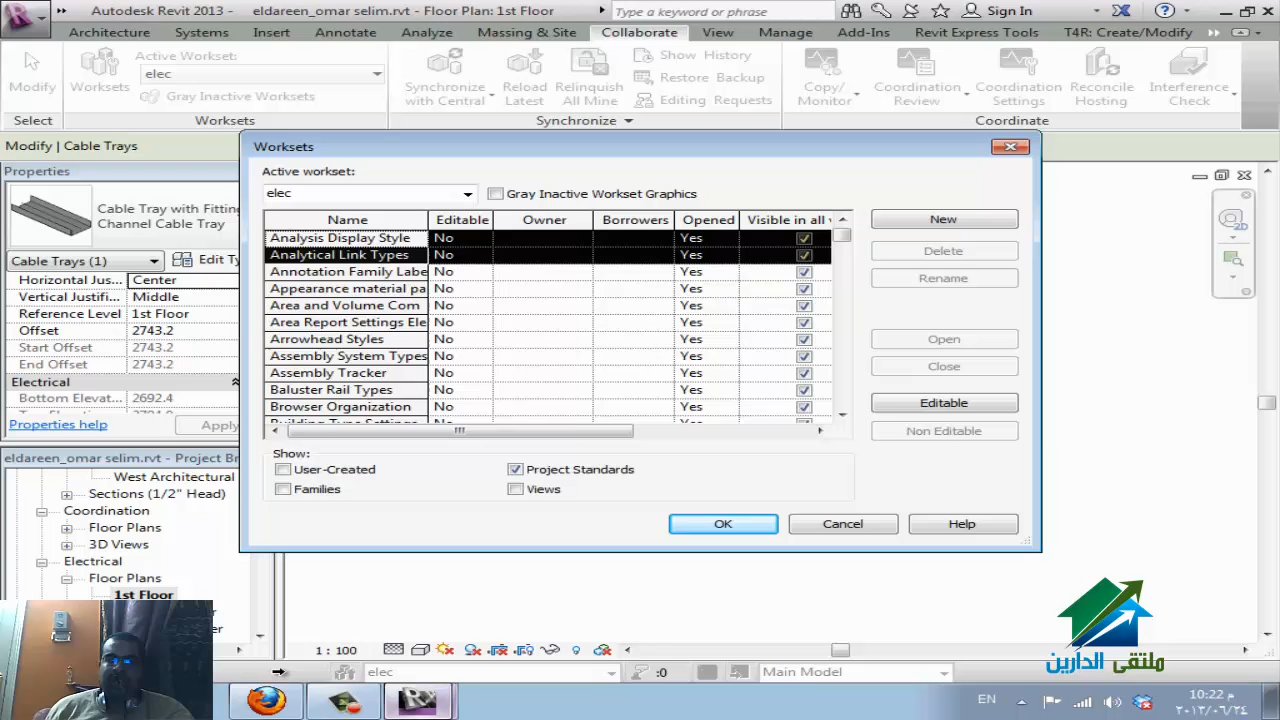 Autodesk Revit 2013 - eldareen_omar selim.rvt - Floor Plan: 1st Floor
Type a keyword or phrase
Sign In
Architecture Systems Insert Annotate Analyze Massing & Site Collaborate View Manage Add-Ins Revit Express Tools T4R: Create/Modify
Modify
Worksets
Active Workset:
elec
Gray Inactive Worksets
Synchronize with Central
Reload Latest
Relinquish All Mine
Show History
Restore Backup
Editing Requests
Copy/ Monitor
Coordination Review
Coordination Settings
Reconcile Hosting
Interference Check
Select Worksets Synchronize Coordinate
Modify | Cable Trays
Properties
Cable Tray with Fitting
Channel Cable Tray
Cable Trays (1) Edit Ty
Horizontal Jus... Center
Vertical Justifi... Middle
Reference Level 1st Floor
Offset 2743.2
Start Offset 2743.2
End Offset 2743.2
Electrical
Bottom Elevat... 2692.4
Properties help Apply
eldareen_omar selim.rvt - Project Br
West Architectural
Sections (1/2" Head)
Coordination
Floor Plans
3D Views
Electrical
Floor Plans
1st Floor
Worksets
Active workset:
elec Gray Inactive Workset Graphics
Name Editable Owner Borrowers Opened Visible in all v
Analysis Display Style No Yes
Analytical Link Types No Yes
Annotation Family Labe No Yes
Appearance material pa No Yes
Area and Volume Com No Yes
Area Report Settings Ele No Yes
Arrowhead Styles No Yes
Assembly System Types No Yes
Assembly Tracker No Yes
Baluster Rail Types No Yes
Browser Organization No Yes
Building Type Settings No Yes
New
Delete
Rename
Open
Close
Editable
Non Editable
Show:
User-Created Project Standards
Families Views
OK Cancel Help
1 : 100
elec :0 Main Model
ملتقى الدارين
EN
10:22 م
٢٠١٣/٠٦/٢٤